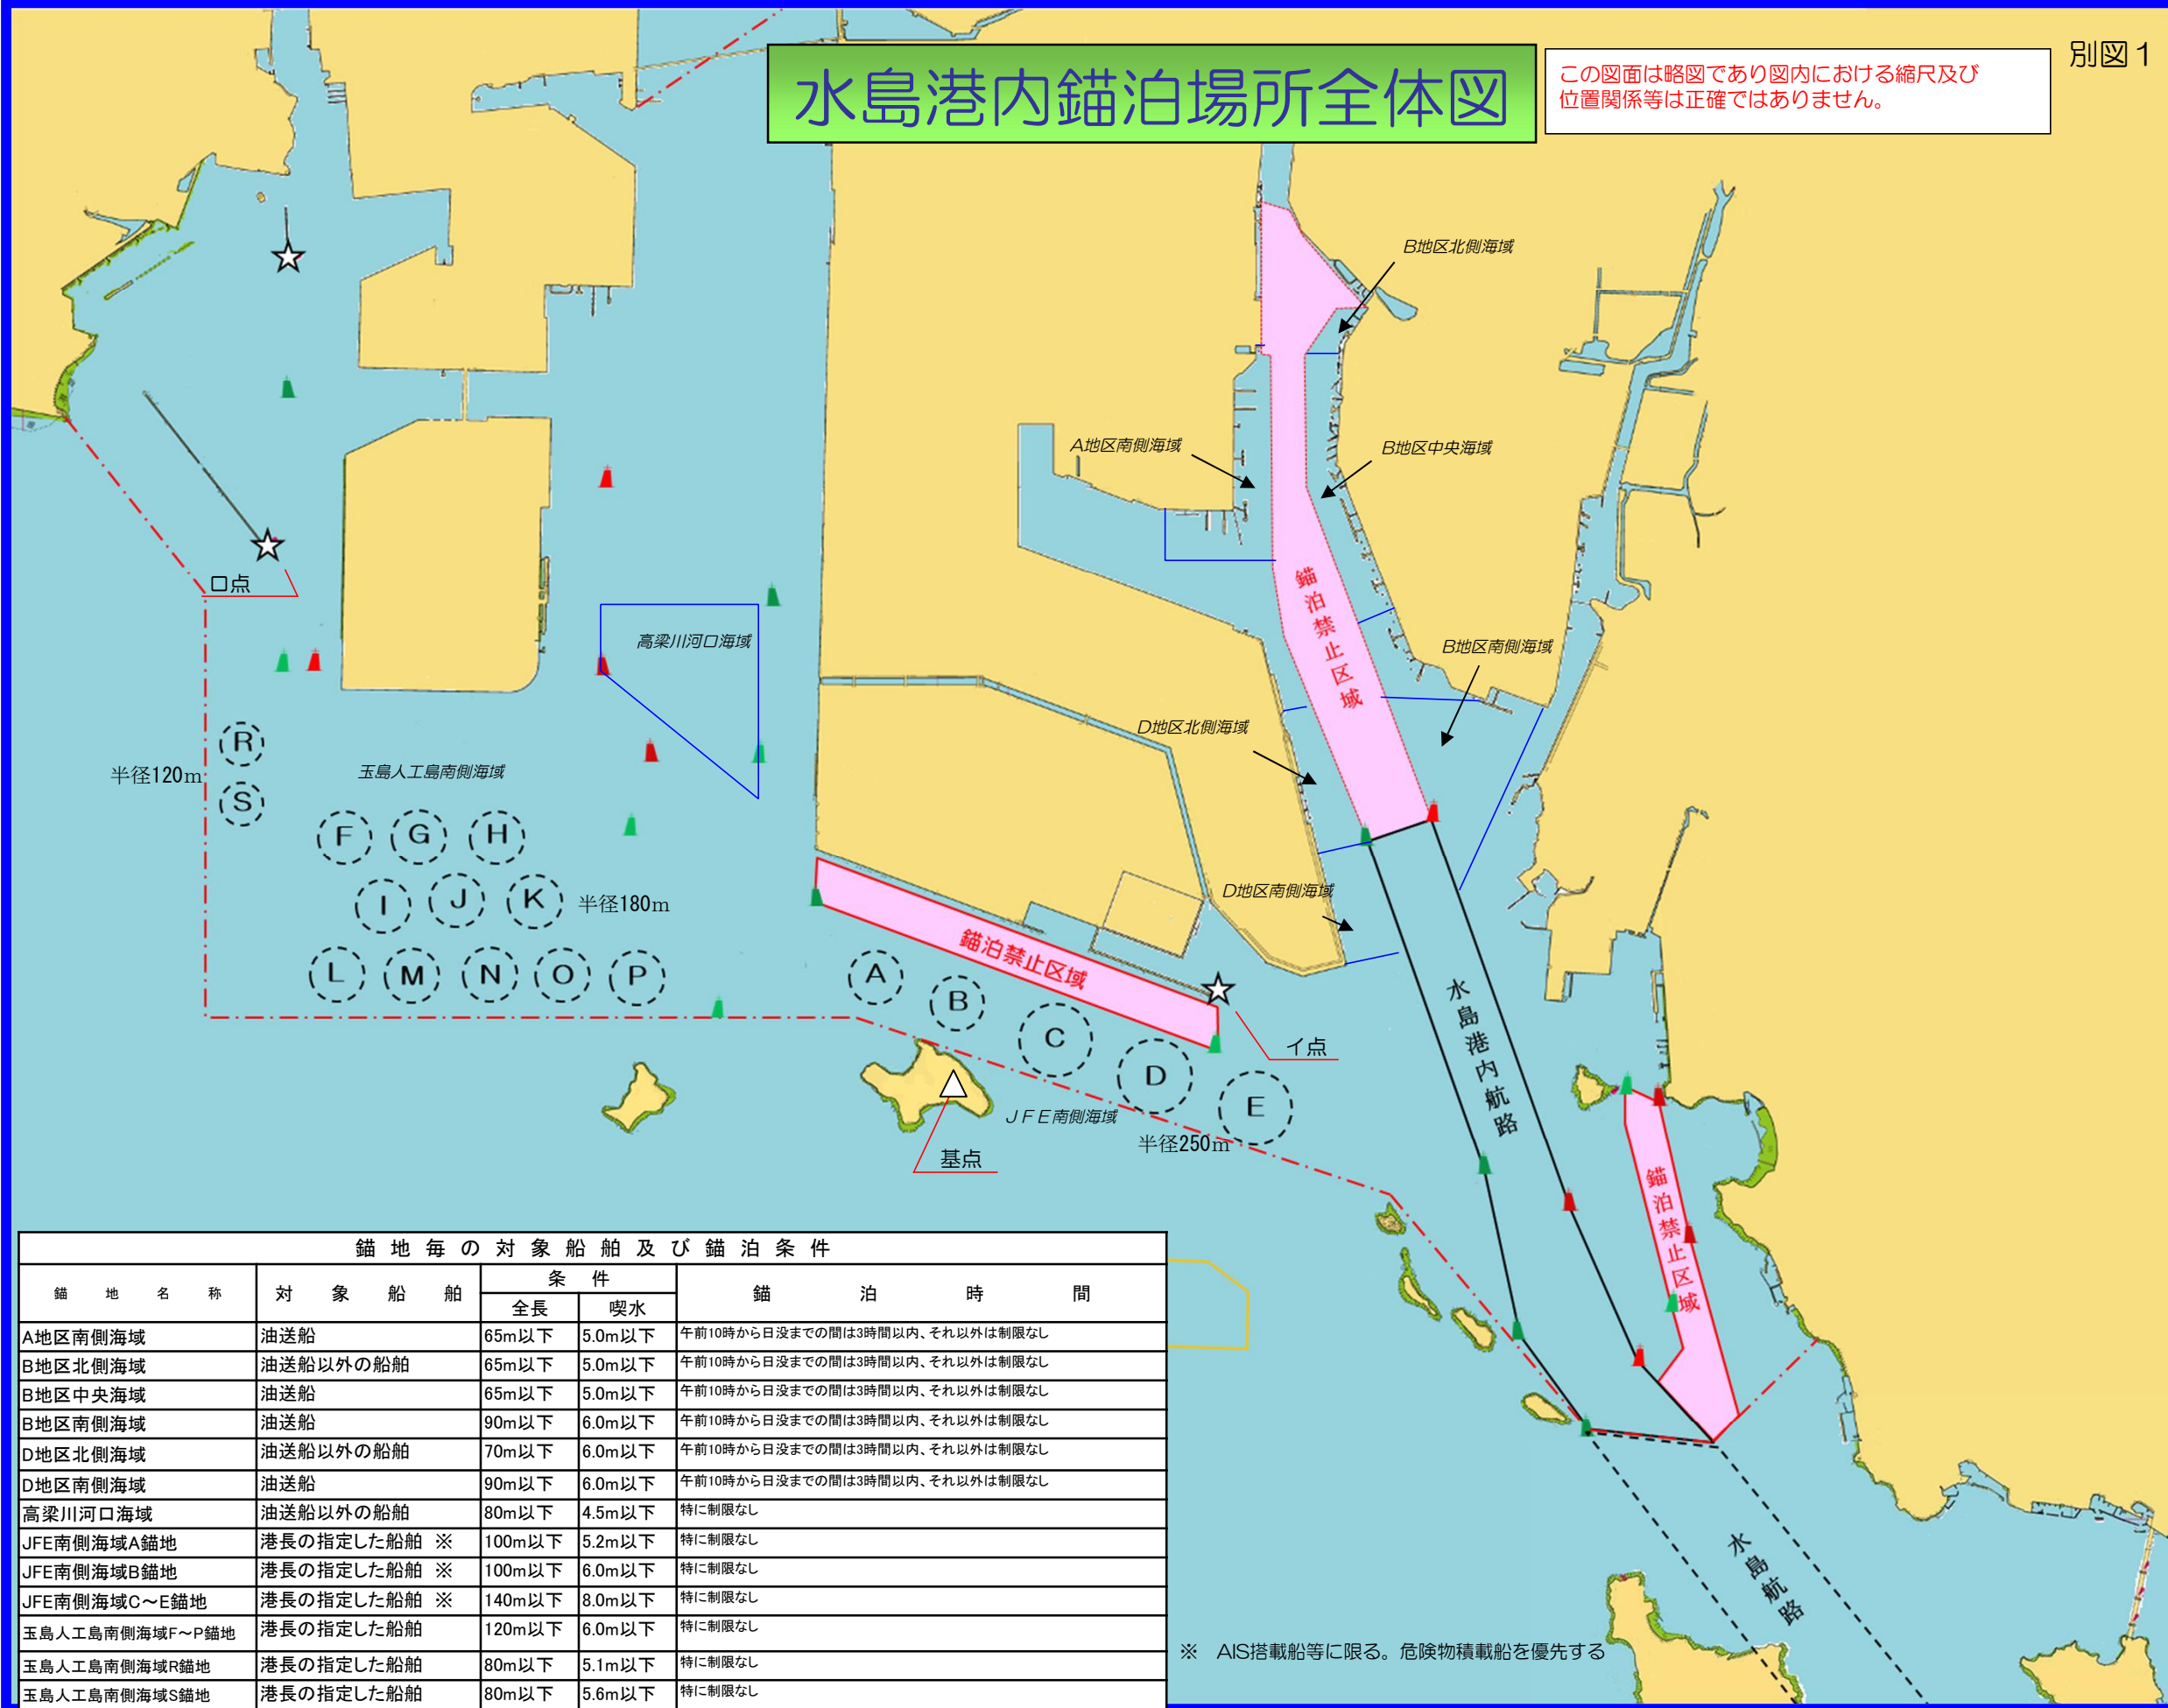 別図１
水島港内錨泊場所全体図
この図面は略図であり図内における縮尺及び
位置関係等は正確ではありません。
B地区北側海域
A地区南側海域
B地区中央海域
錨泊禁止区域
ロ点
高梁川河口海域
B地区南側海域
D地区北側海域
R
半径120m
玉島人工島南側海域
S
F G H
I J K
半径180m
D地区南側海域
L M N O P
A B C D E
錨泊禁止区域
イ点
水島港内航路
JFE南側海域
半径250m
基点
錨泊禁止区域
水島航路
※　AIS搭載船等に限る。危険物積載船を優先する
錨地毎の対象船舶及び錨泊条件
錨地名称 対象船舶 条件 錨泊時間
全長 喫水
A地区南側海域 油送船 65m以下 5.0m以下 午前10時から日没までの間は3時間以内、それ以外は制限なし
B地区北側海域 油送船以外の船舶 65m以下 5.0m以下 午前10時から日没までの間は3時間以内、それ以外は制限なし
B地区中央海域 油送船 65m以下 5.0m以下 午前10時から日没までの間は3時間以内、それ以外は制限なし
B地区南側海域 油送船 90m以下 6.0m以下 午前10時から日没までの間は3時間以内、それ以外は制限なし
D地区北側海域 油送船以外の船舶 70m以下 6.0m以下 午前10時から日没までの間は3時間以内、それ以外は制限なし
D地区南側海域 油送船 90m以下 6.0m以下 午前10時から日没までの間は3時間以内、それ以外は制限なし
高梁川河口海域 油送船以外の船舶 80m以下 4.5m以下 特に制限なし
JFE南側海域A錨地 港長の指定した船舶 ※ 100m以下 5.2m以下 特に制限なし
JFE南側海域B錨地 港長の指定した船舶 ※ 100m以下 6.0m以下 特に制限なし
JFE南側海域C～E錨地 港長の指定した船舶 ※ 140m以下 8.0m以下 特に制限なし
玉島人工島南側海域F～P錨地 港長の指定した船舶 120m以下 6.0m以下 特に制限なし
玉島人工島南側海域R錨地 港長の指定した船舶 80m以下 5.1m以下 特に制限なし
玉島人工島南側海域S錨地 港長の指定した船舶 80m以下 5.6m以下 特に制限なし